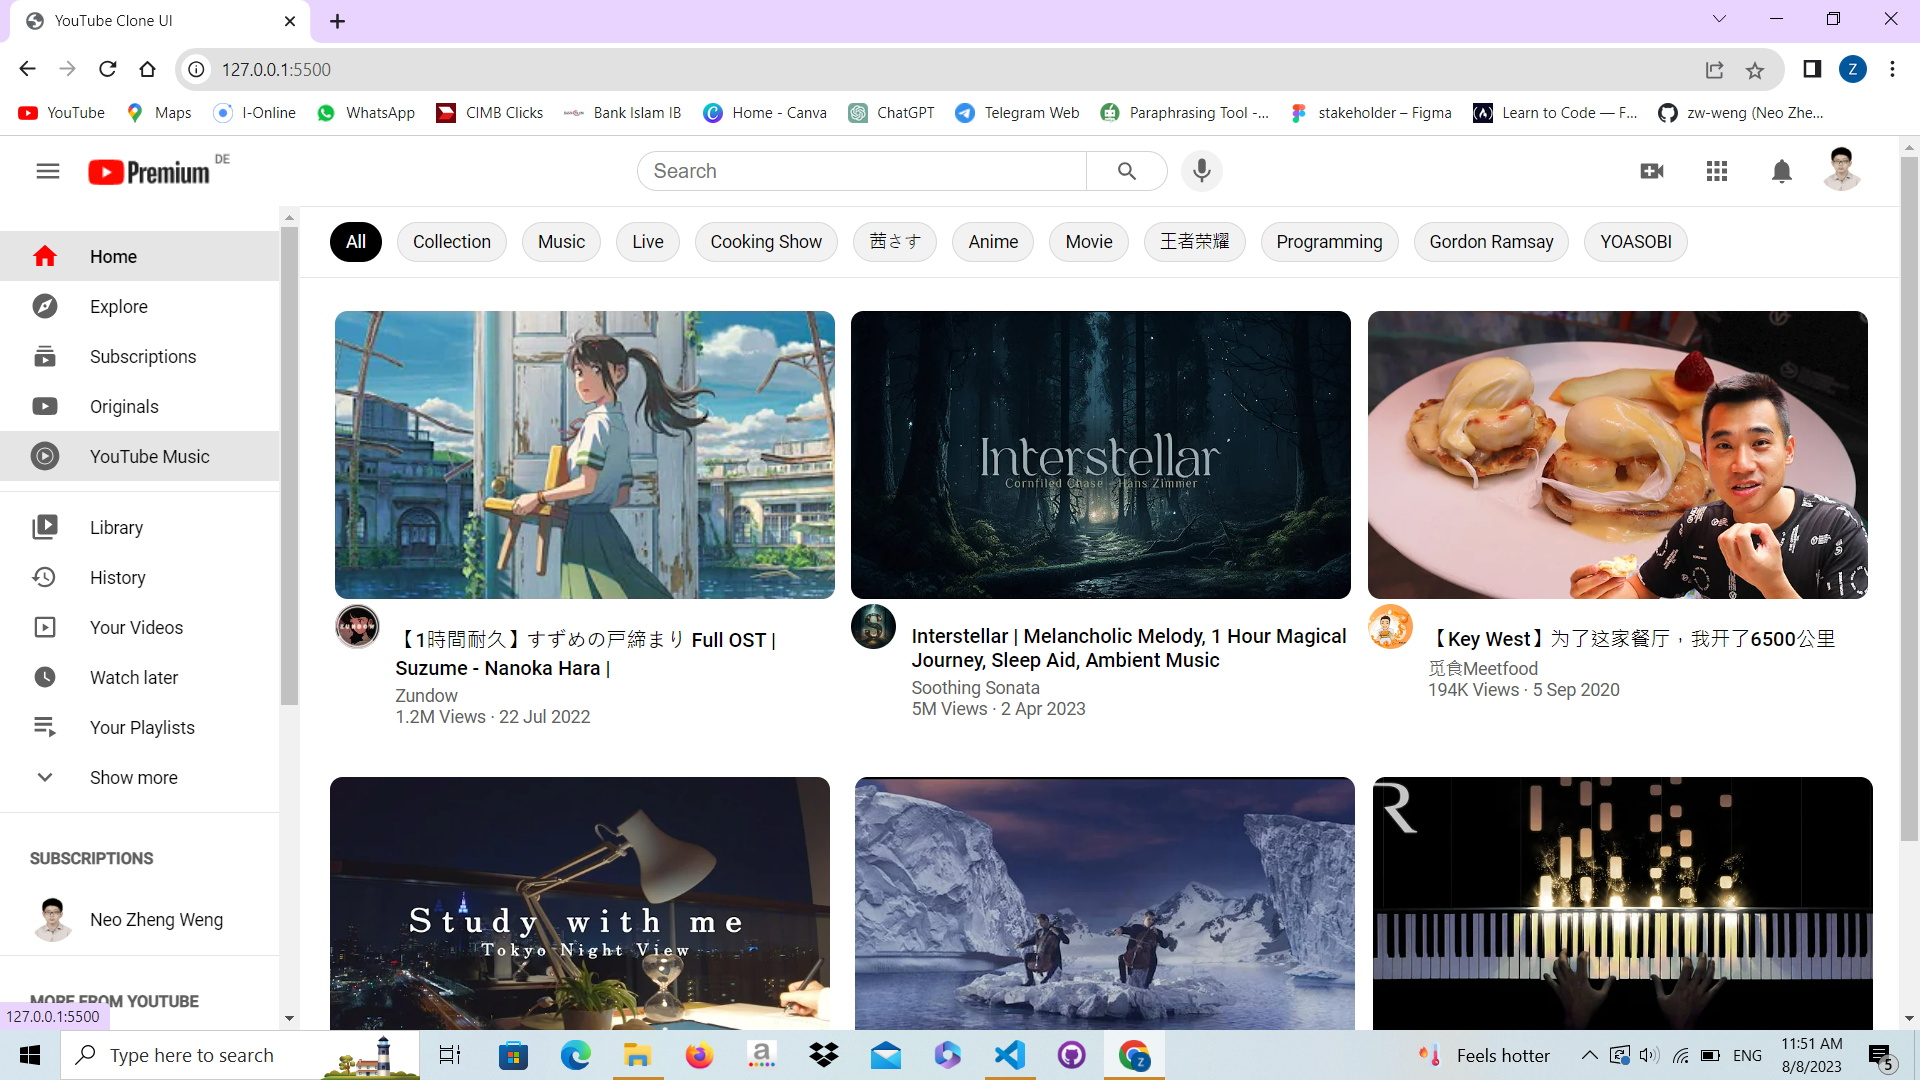 YouTube Clone UI
127.0.0.1:5500
YouTube
Maps
I-Online
WhatsApp
CIMB Clicks
Bank Islam IB
Home - Canva
ChatGPT
Telegram Web
Paraphrasing Tool -...
stakeholder – Figma
Learn to Code — F...
zw-weng (Neo Zhe...
Z
Premium DE
Search
All
Collection
Music
Live
Cooking Show
茜さす
Anime
Movie
王者荣耀
Programming
Gordon Ramsay
YOASOBI
Home
Explore
Subscriptions
Originals
YouTube Music
Library
History
Your Videos
Watch later
Your Playlists
Show more
SUBSCRIPTIONS
Neo Zheng Weng
MORE FROM YOUTUBE
127.0.0.1:5500
Interstellar
Cornfiled Chase - Hans Zimmer
ZUNDOW
【1時間耐久】すずめの戸締まり Full OST |
Suzume - Nanoka Hara |
Zundow
1.2M Views · 22 Jul 2022
S
Interstellar | Melancholic Melody, 1 Hour Magical
Journey, Sleep Aid, Ambient Music
Soothing Sonata
5M Views · 2 Apr 2023
【Key West】为了这家餐厅，我开了6500公里
觅食Meetfood
194K Views · 5 Sep 2020
Study with me
Tokyo Night View
R
Type here to search
a
Z
Feels hotter
ENG
11:51 AM
8/8/2023
5